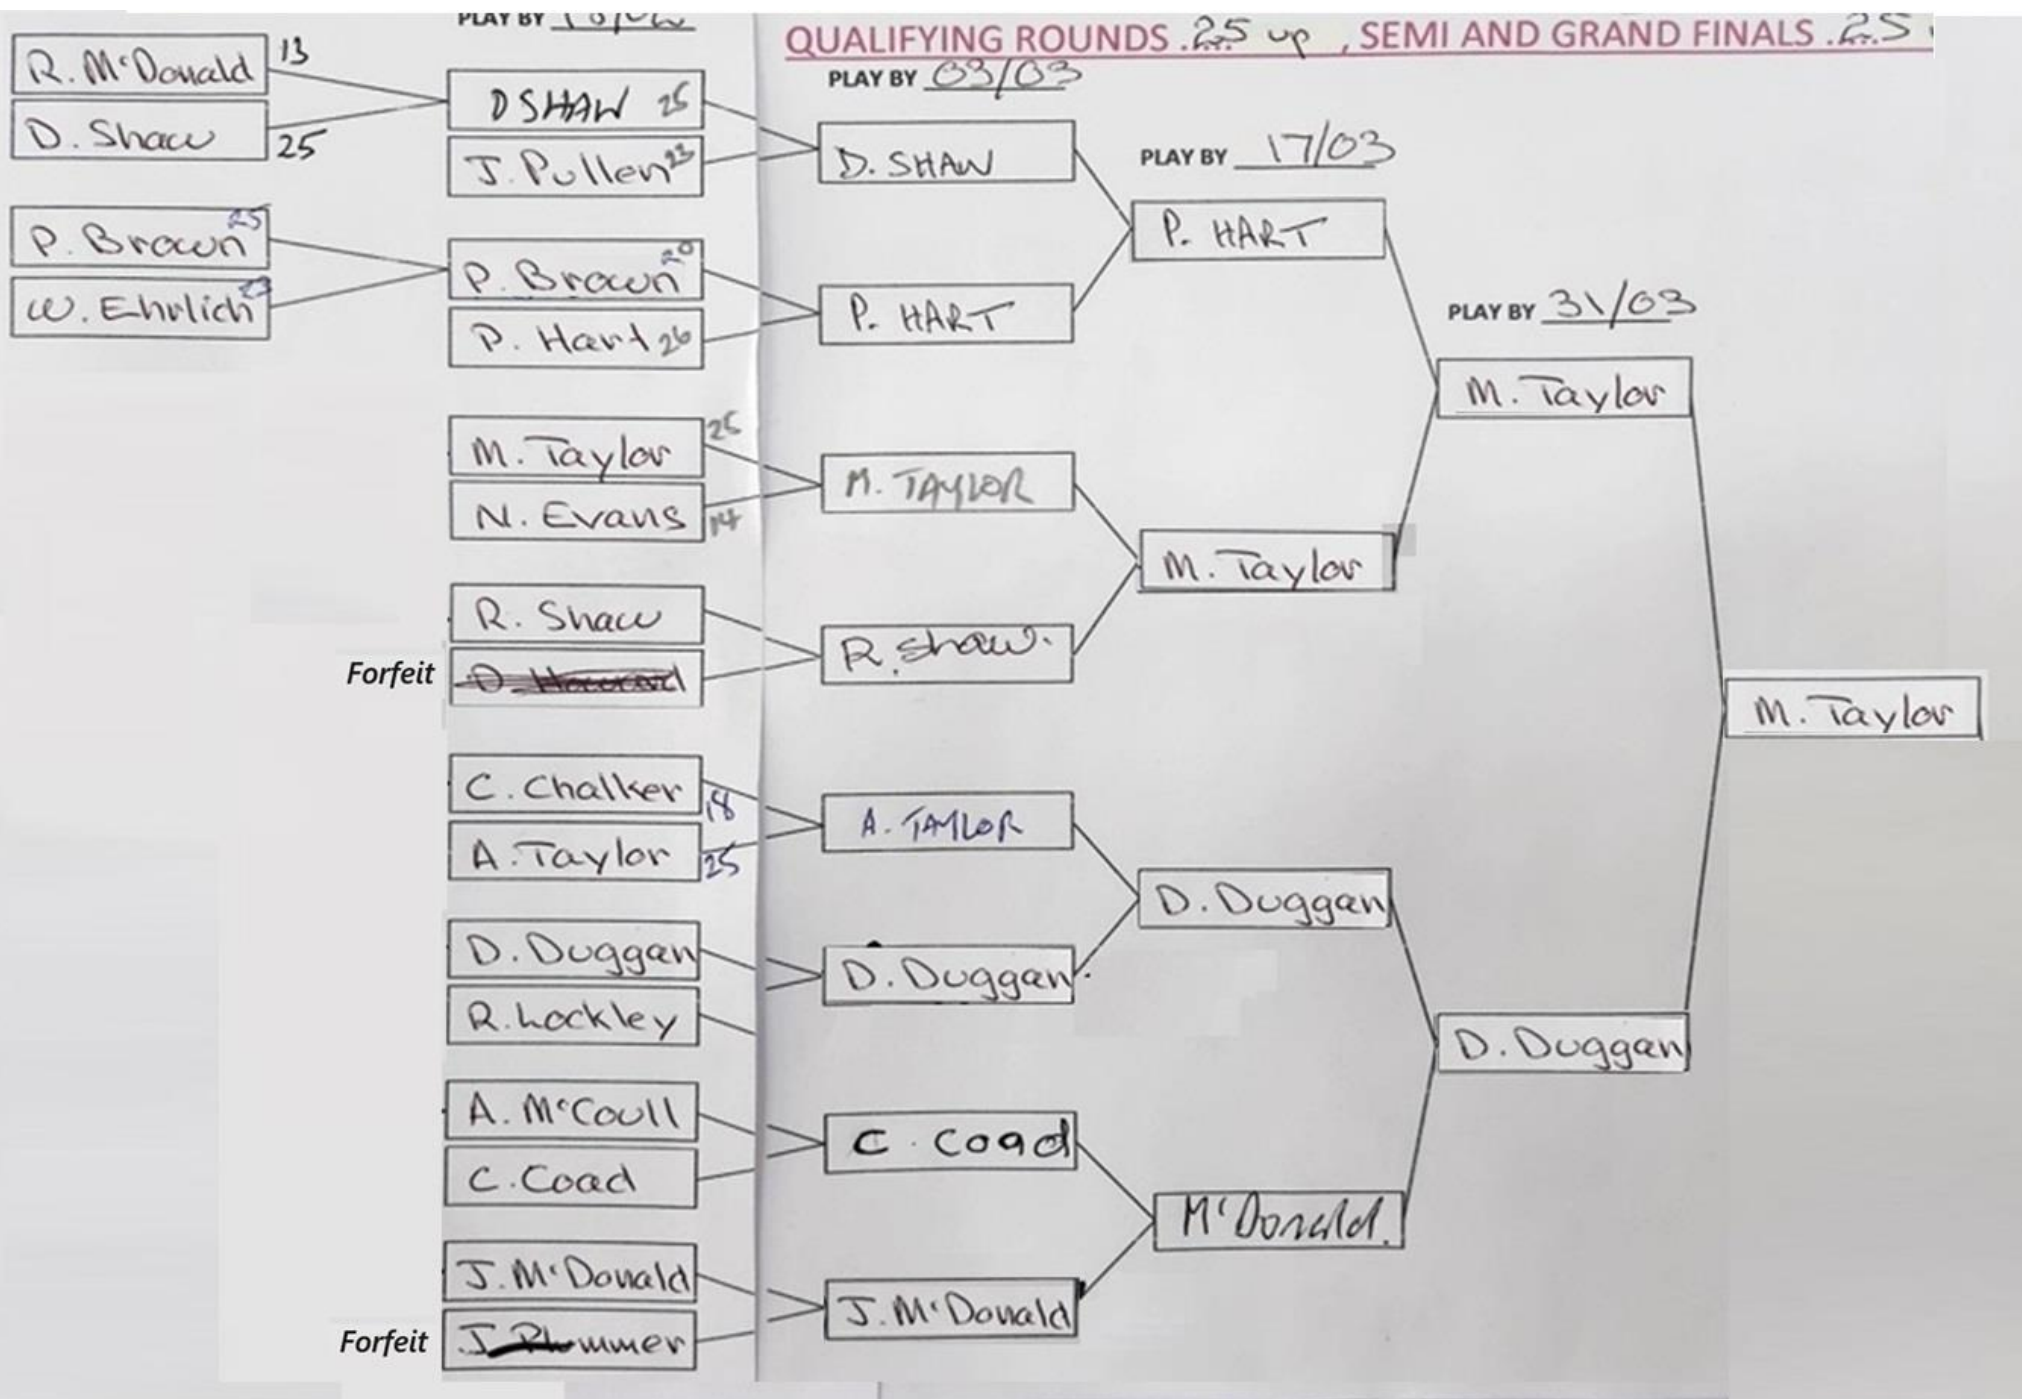 PLAY BY
QUALIFYING ROUNDS .25 up , SEMI AND GRAND FINALS .25
PLAY BY 03/03
PLAY BY 17/03
PLAY BY 31/03
R. McDonald 13
D. Shaw 25
P. Brown 25
W. Ehrlich 23
D SHAW 25
J. Pullen 23
P. Brown 20
P. Hart 26
M. Taylor 25
N. Evans 14
R. Shaw
Forfeit
C. Chalker 18
A. Taylor 25
D. Duggan
R. Lockley
A. McCoull
C. Coad
J. McDonald
Forfeit J. Plummer
D. SHAW
P. HART
M. TAYLOR
R. Shaw.
A. TAYLOR
D. Duggan
C. Coad
J. McDonald
P. HART
M. Taylor
D. Duggan
McDonald.
M. Taylor
D. Duggan
M. Taylor